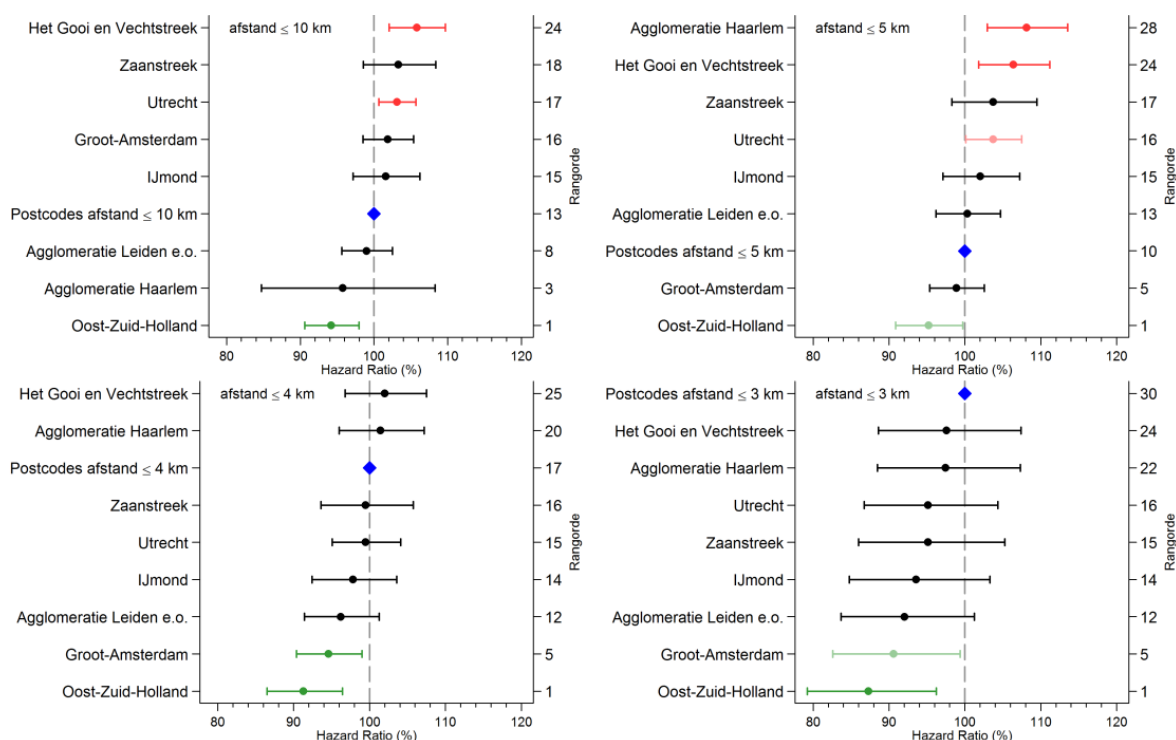 Het Gooi en Vechtstreek afstand ≤ 10 km 24
Zaanstreek 18
Utrecht 17
Groot-Amsterdam 16
IJmond 15
Postcodes afstand ≤ 10 km 13
Agglomeratie Leiden e.o. 8
Agglomeratie Haarlem 3
Oost-Zuid-Holland 1
Rangorde
80 90 100 110 120
Hazard Ratio (%)
Agglomeratie Haarlem afstand ≤ 5 km 28
Het Gooi en Vechtstreek 24
Zaanstreek 17
Utrecht 16
IJmond 15
Agglomeratie Leiden e.o. 13
Postcodes afstand ≤ 5 km 10
Groot-Amsterdam 5
Oost-Zuid-Holland 1
Rangorde
80 90 100 110 120
Hazard Ratio (%)
Het Gooi en Vechtstreek afstand ≤ 4 km 25
Agglomeratie Haarlem 20
Postcodes afstand ≤ 4 km 17
Zaanstreek 16
Utrecht 15
IJmond 14
Agglomeratie Leiden e.o. 12
Groot-Amsterdam 5
Oost-Zuid-Holland 1
Rangorde
80 90 100 110 120
Hazard Ratio (%)
Postcodes afstand ≤ 3 km afstand ≤ 3 km 30
Het Gooi en Vechtstreek 24
Agglomeratie Haarlem 22
Utrecht 16
Zaanstreek 15
IJmond 14
Agglomeratie Leiden e.o. 12
Groot-Amsterdam 5
Oost-Zuid-Holland 1
Rangorde
80 90 100 110 120
Hazard Ratio (%)